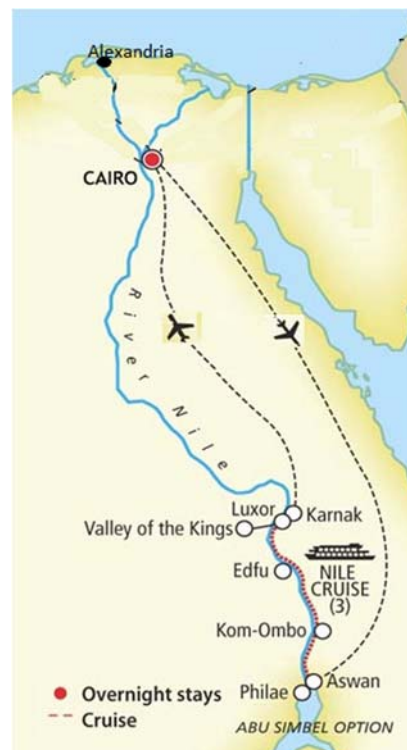 Alexandria
CAIRO
River Nile
Luxor
Karnak
Valley of the Kings
Edfu
NILE
CRUISE
(3)
Kom-Ombo
Aswan
Philae
Overnight stays
Cruise
ABU SIMBEL OPTION